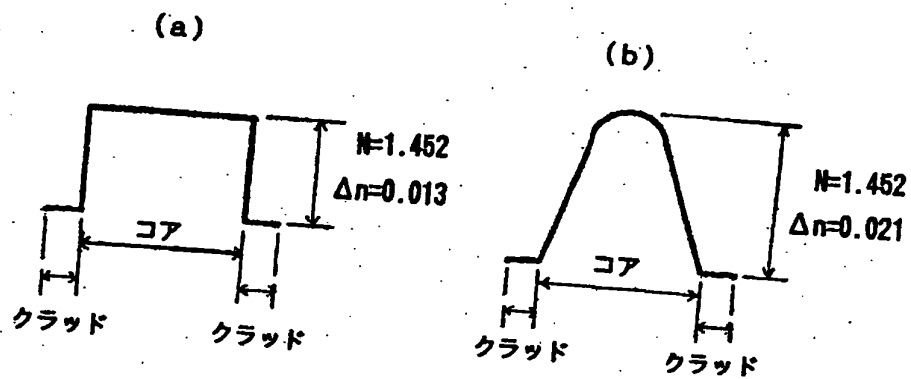 (a)
N=1.452
Δn=0.013
コア
クラッド
クラッド
(b)
N=1.452
Δn=0.021
コア
クラッド
クラッド